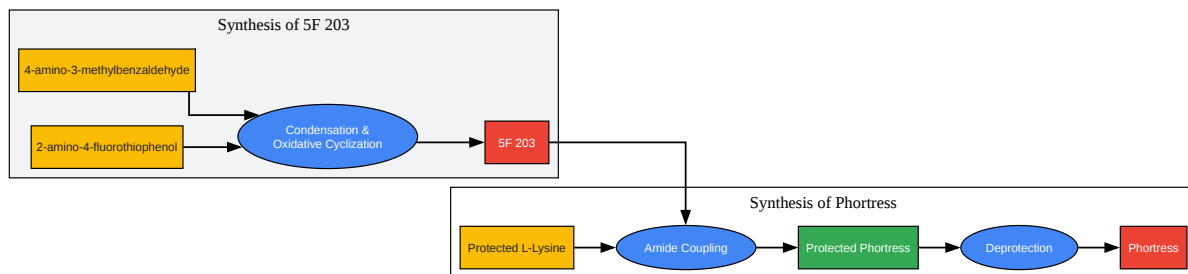 Synthesis of 5F 203
4-amino-3-methylbenzaldehyde
2-amino-4-fluorothiophenol
Condensation &
Oxidative Cyclization
5F 203
Synthesis of Phortress
Protected L-Lysine
Amide Coupling
Protected Phortress
Deprotection
Phortress